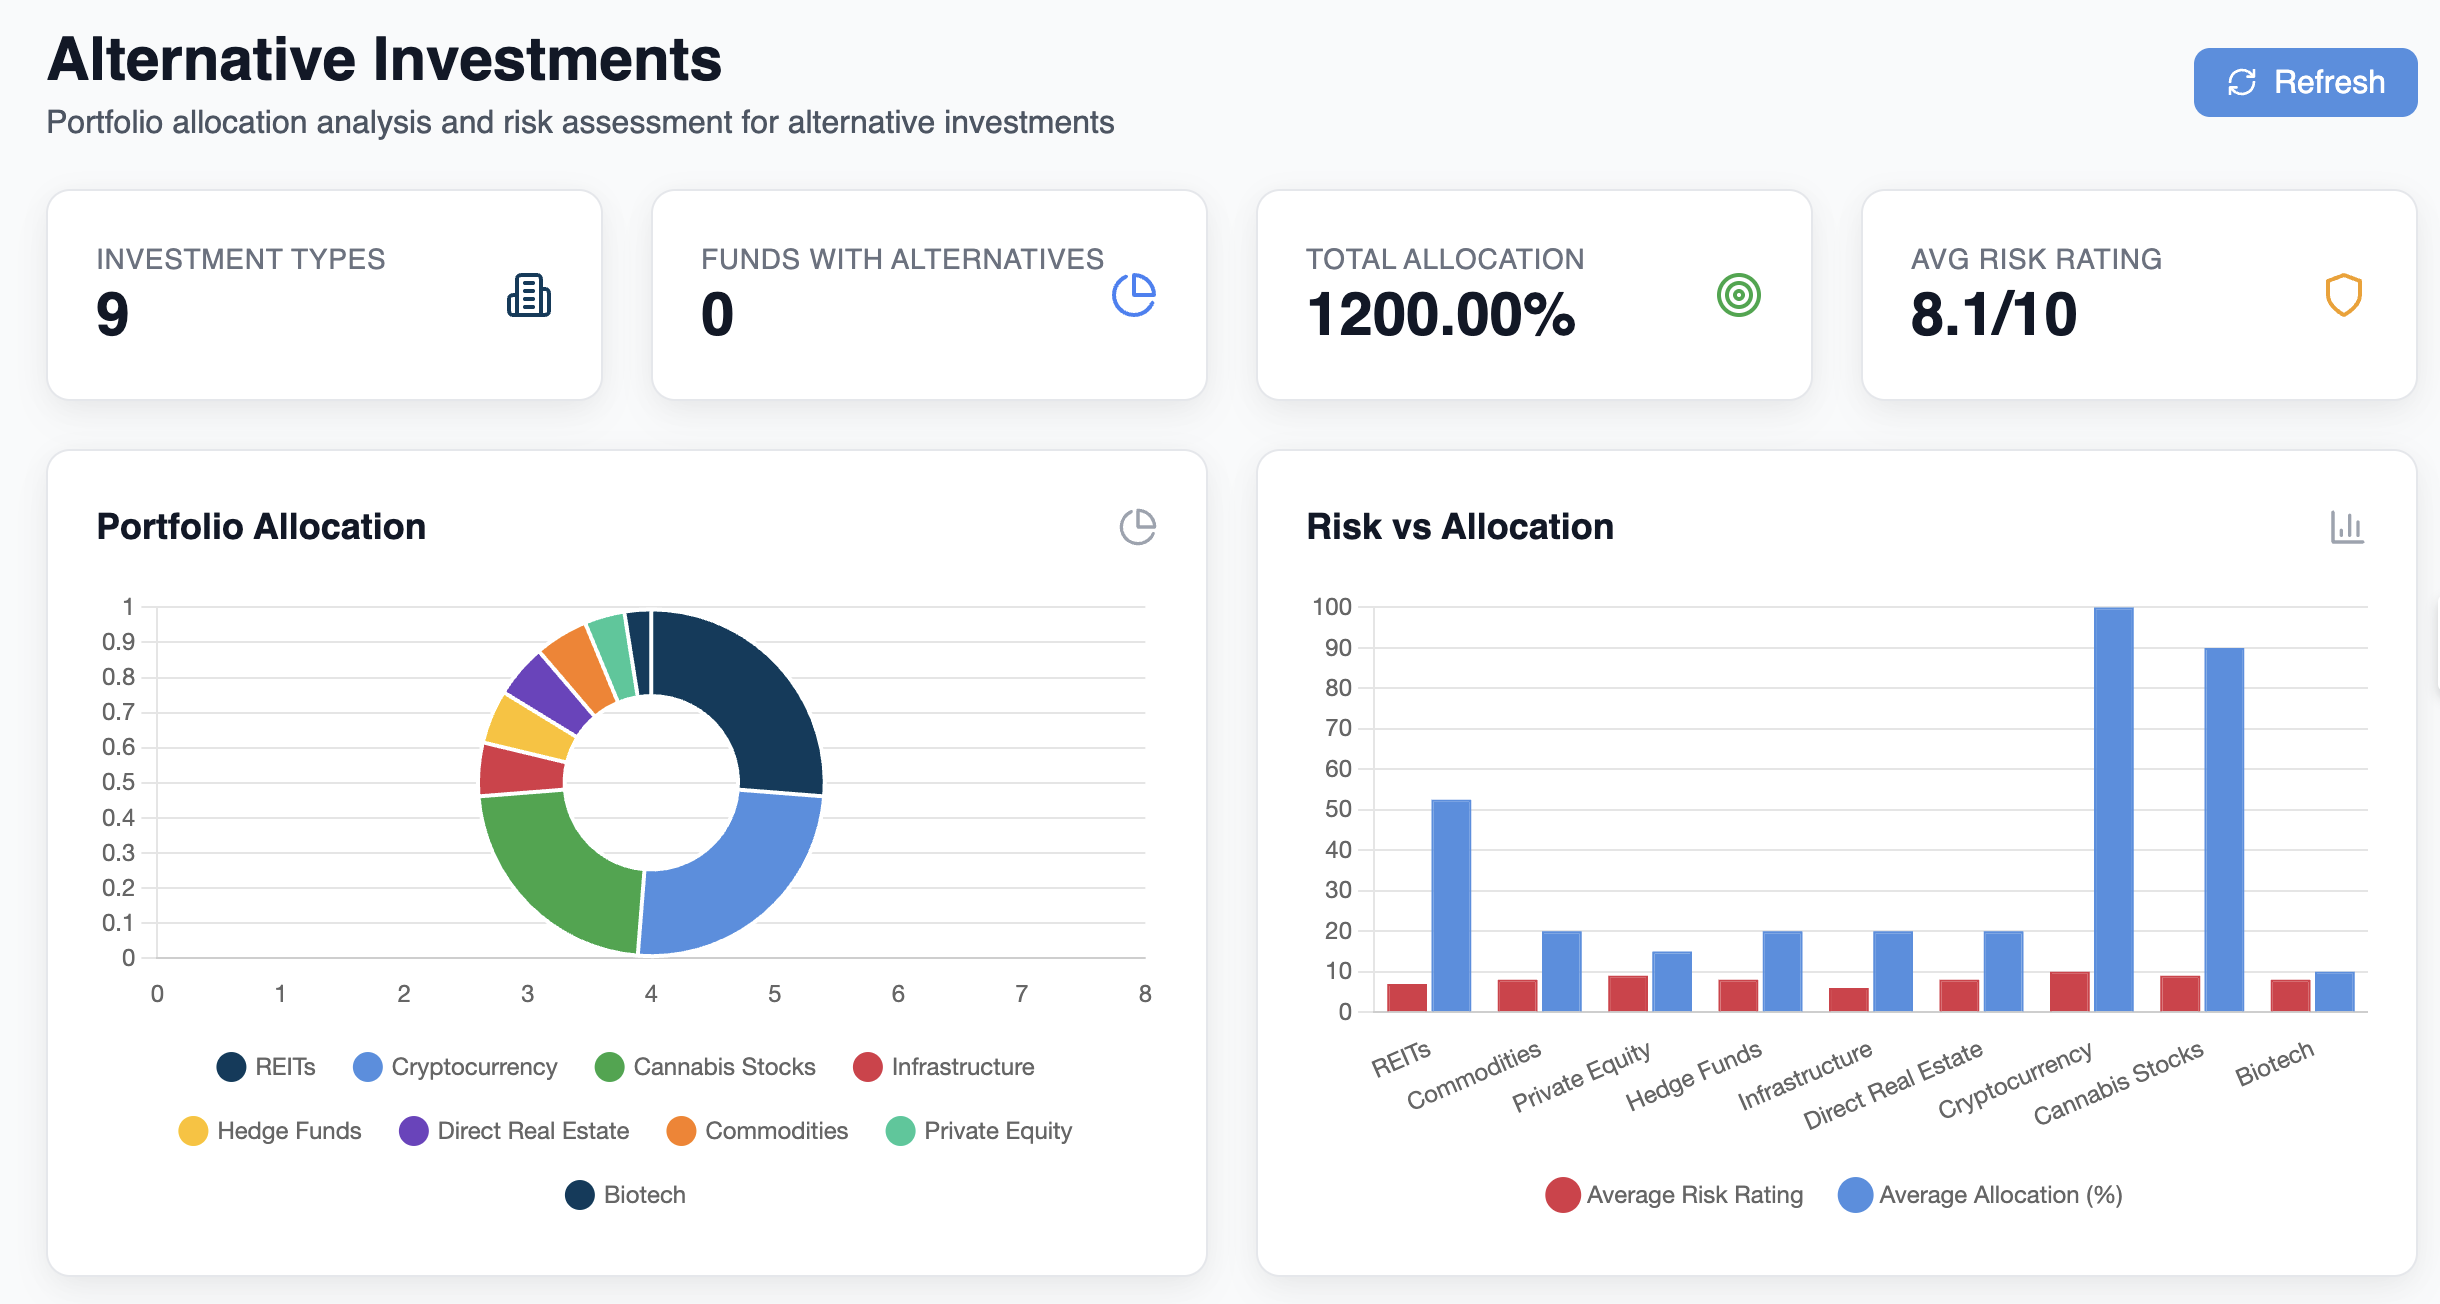 Alternative Investments
Portfolio allocation analysis and risk assessment for alternative investments
Refresh
INVESTMENT TYPES
9
FUNDS WITH ALTERNATIVES
0
TOTAL ALLOCATION
1200.00%
AVG RISK RATING
8.1/10
Portfolio Allocation
1
0.9
0.8
0.7
0.6
0.5
0.4
0.3
0.2
0.1
0
0 1 2 3 4 5 6 7 8
REITs Cryptocurrency Cannabis Stocks Infrastructure
Hedge Funds Direct Real Estate Commodities Private Equity
Biotech
Risk vs Allocation
100
90
80
70
60
50
40
30
20
10
0
REITs Commodities Private Equity Hedge Funds Infrastructure Direct Real Estate Cryptocurrency Cannabis Stocks Biotech
Average Risk Rating Average Allocation (%)